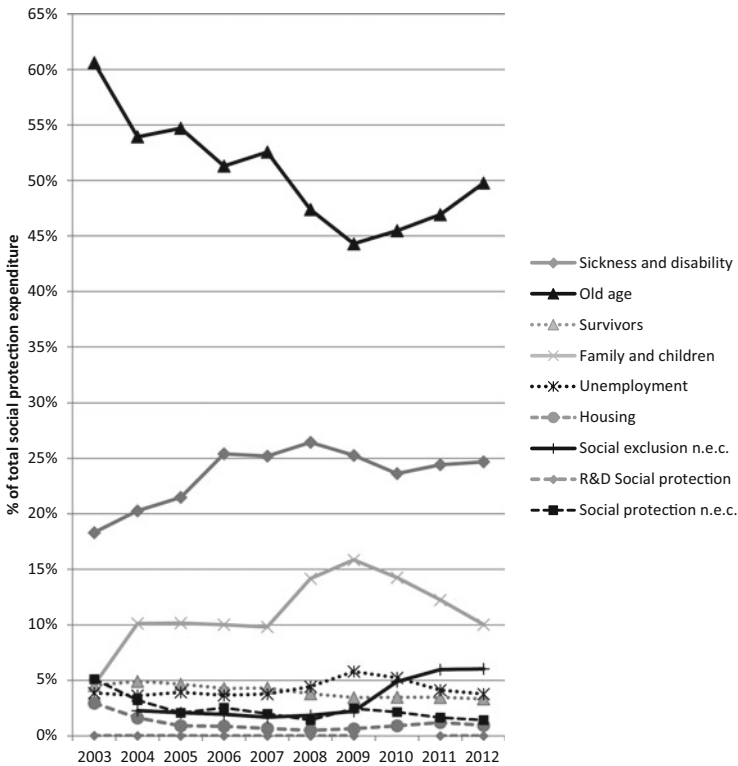 65%
60%
55%
50%
45%
40%
35%
30%
25%
20%
15%
10%
5%
0%
% of total social protection expenditure
2003 2004 2005 2006 2007 2008 2009 2010 2011 2012
Sickness and disability
Old age
Survivors
Family and children
Unemployment
Housing
Social exclusion n.e.c.
R&D Social protection
Social protection n.e.c.